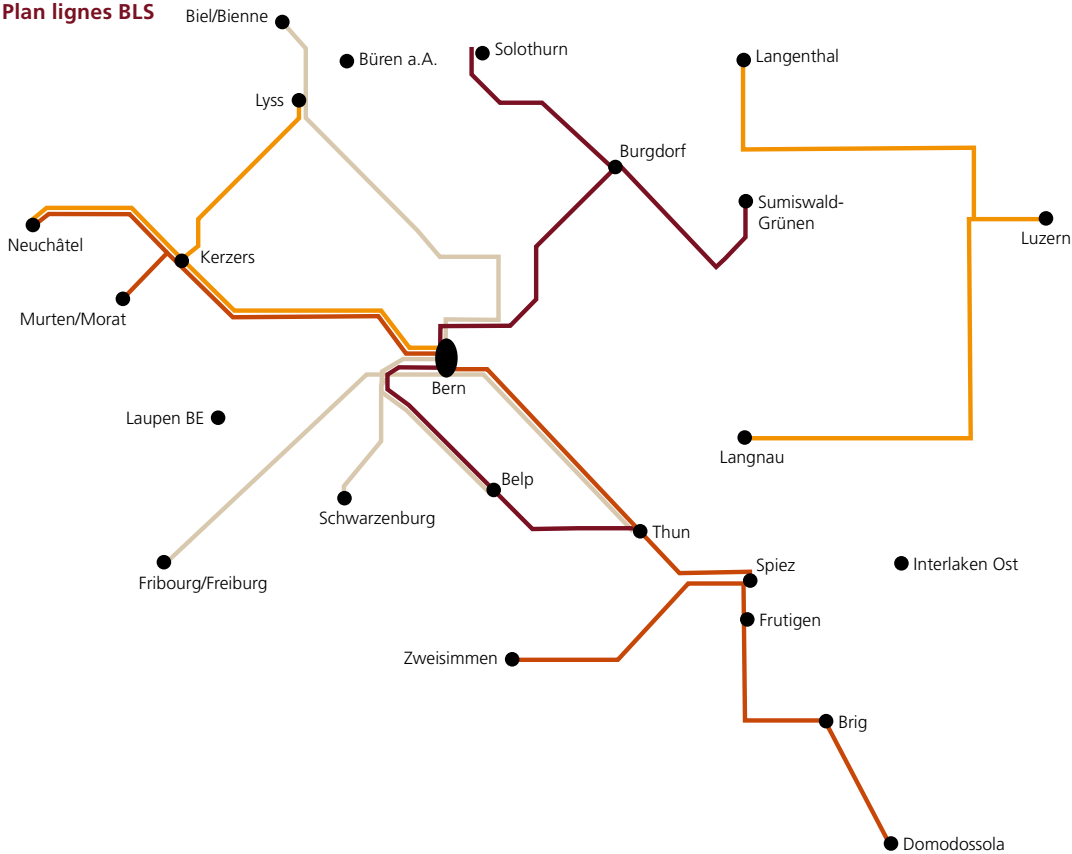 Plan lignes BLS
Biel/Bienne
Büren a.A.
Solothurn
Langenthal
Lyss
Burgdorf
Sumiswald-
Grünen
Neuchâtel
Kerzers
Luzern
Murten/Morat
Bern
Laupen BE
Langnau
Belp
Schwarzenburg
Thun
Fribourg/Freiburg
Spiez
Interlaken Ost
Frutigen
Zweisimmen
Brig
Domodossola